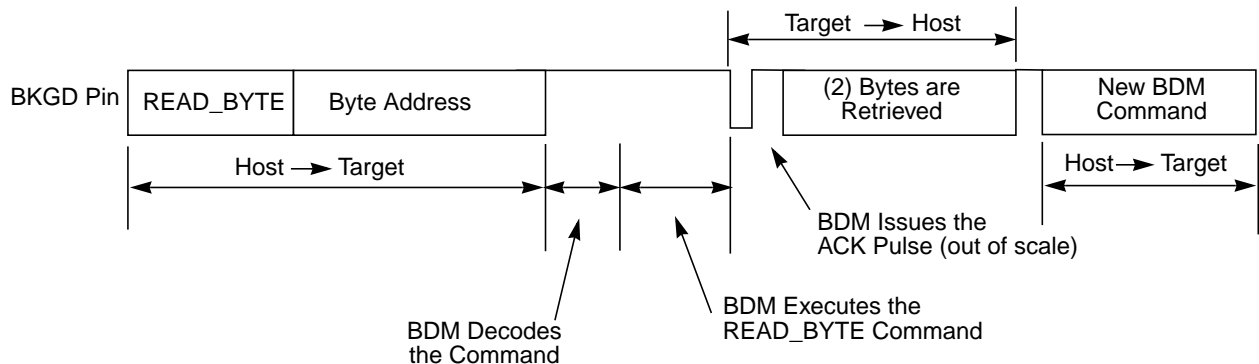 Target → Host
BKGD Pin
READ_BYTE
Byte Address
(2) Bytes are
Retrieved
New BDM
Command
Host → Target
Host → Target
BDM Issues the
ACK Pulse (out of scale)
BDM Decodes
the Command
BDM Executes the
READ_BYTE Command